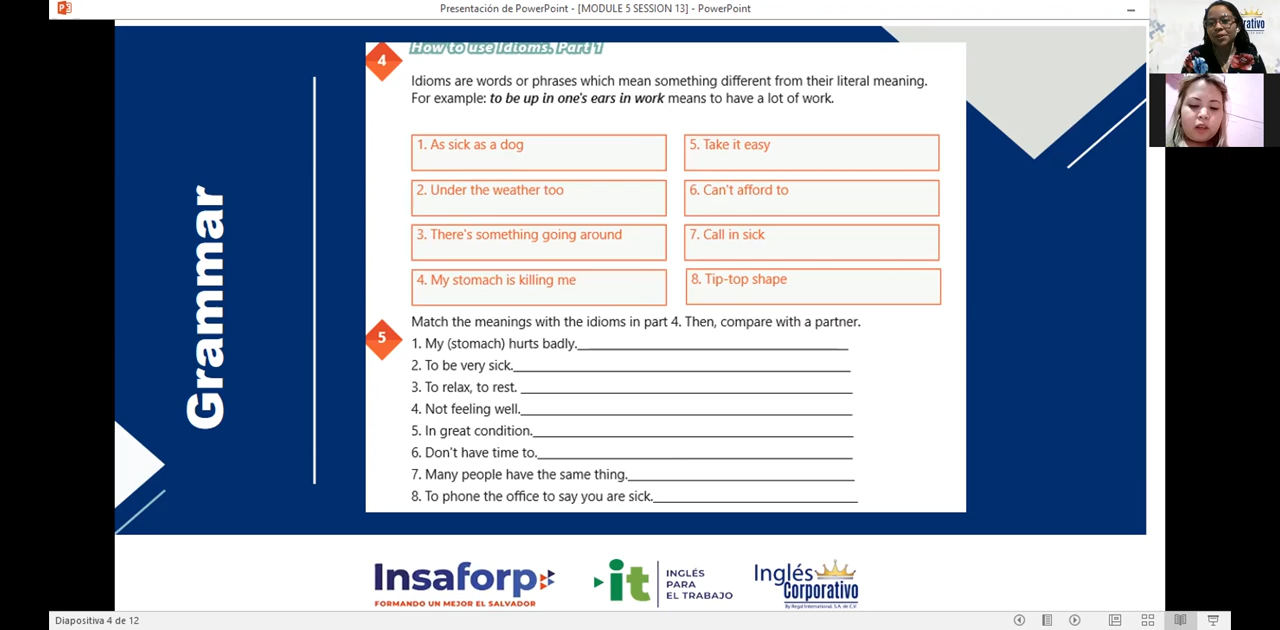 Presentación de PowerPoint - [MODULE 5 SESSION 13] - PowerPoint
How to use Idioms. Part 1
4
Idioms are words or phrases which mean something different from their literal meaning.
For example: to be up in one's ears in work means to have a lot of work.
1. As sick as a dog
5. Take it easy
2. Under the weather too
6. Can't afford to
3. There's something going around
7. Call in sick
4. My stomach is killing me
8. Tip-top shape
Grammar
5
Match the meanings with the idioms in part 4. Then, compare with a partner.
1. My (stomach) hurts badly.
2. To be very sick.
3. To relax, to rest.
4. Not feeling well.
5. In great condition.
6. Don't have time to.
7. Many people have the same thing.
8. To phone the office to say you are sick.
Insaforp
FORMANDO UN MEJOR EL SALVADOR
it
INGLÉS
PARA
EL TRABAJO
Inglés
Corporativo
By Regal International, S.A. de C.V.
Diapositiva 4 de 12